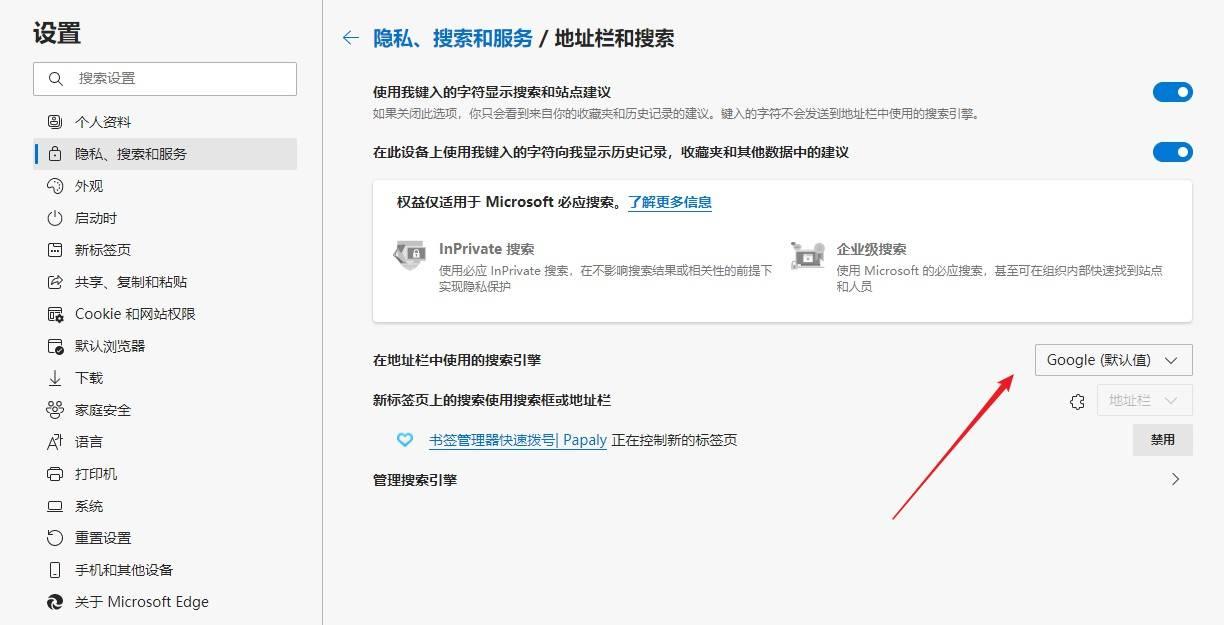 设置
搜索设置
个人资料
隐私、搜索和服务
外观
启动时
新标签页
共享、复制和粘贴
Cookie 和网站权限
默认浏览器
下载
家庭安全
语言
打印机
系统
重置设置
手机和其他设备
关于 Microsoft Edge
隐私、搜索和服务 / 地址栏和搜索
使用我键入的字符显示搜索和站点建议
如果关闭此选项，你只会看到来自你的收藏夹和历史记录的建议。键入的字符不会发送到地址栏中使用的搜索引擎。
在此设备上使用我键入的字符向我显示历史记录，收藏夹和其他数据中的建议
权益仅适用于 Microsoft 必应搜索。了解更多信息
InPrivate 搜索
使用必应 InPrivate 搜索，在不影响搜索结果或相关性的前提下
实现隐私保护
企业级搜索
使用 Microsoft 的必应搜索，甚至可在组织内部快速找到站点
和人员
在地址栏中使用的搜索引擎
Google (默认值)
新标签页上的搜索使用搜索框或地址栏
地址栏
书签管理器快速拨号| Papaly 正在控制新的标签页
禁用
管理搜索引擎